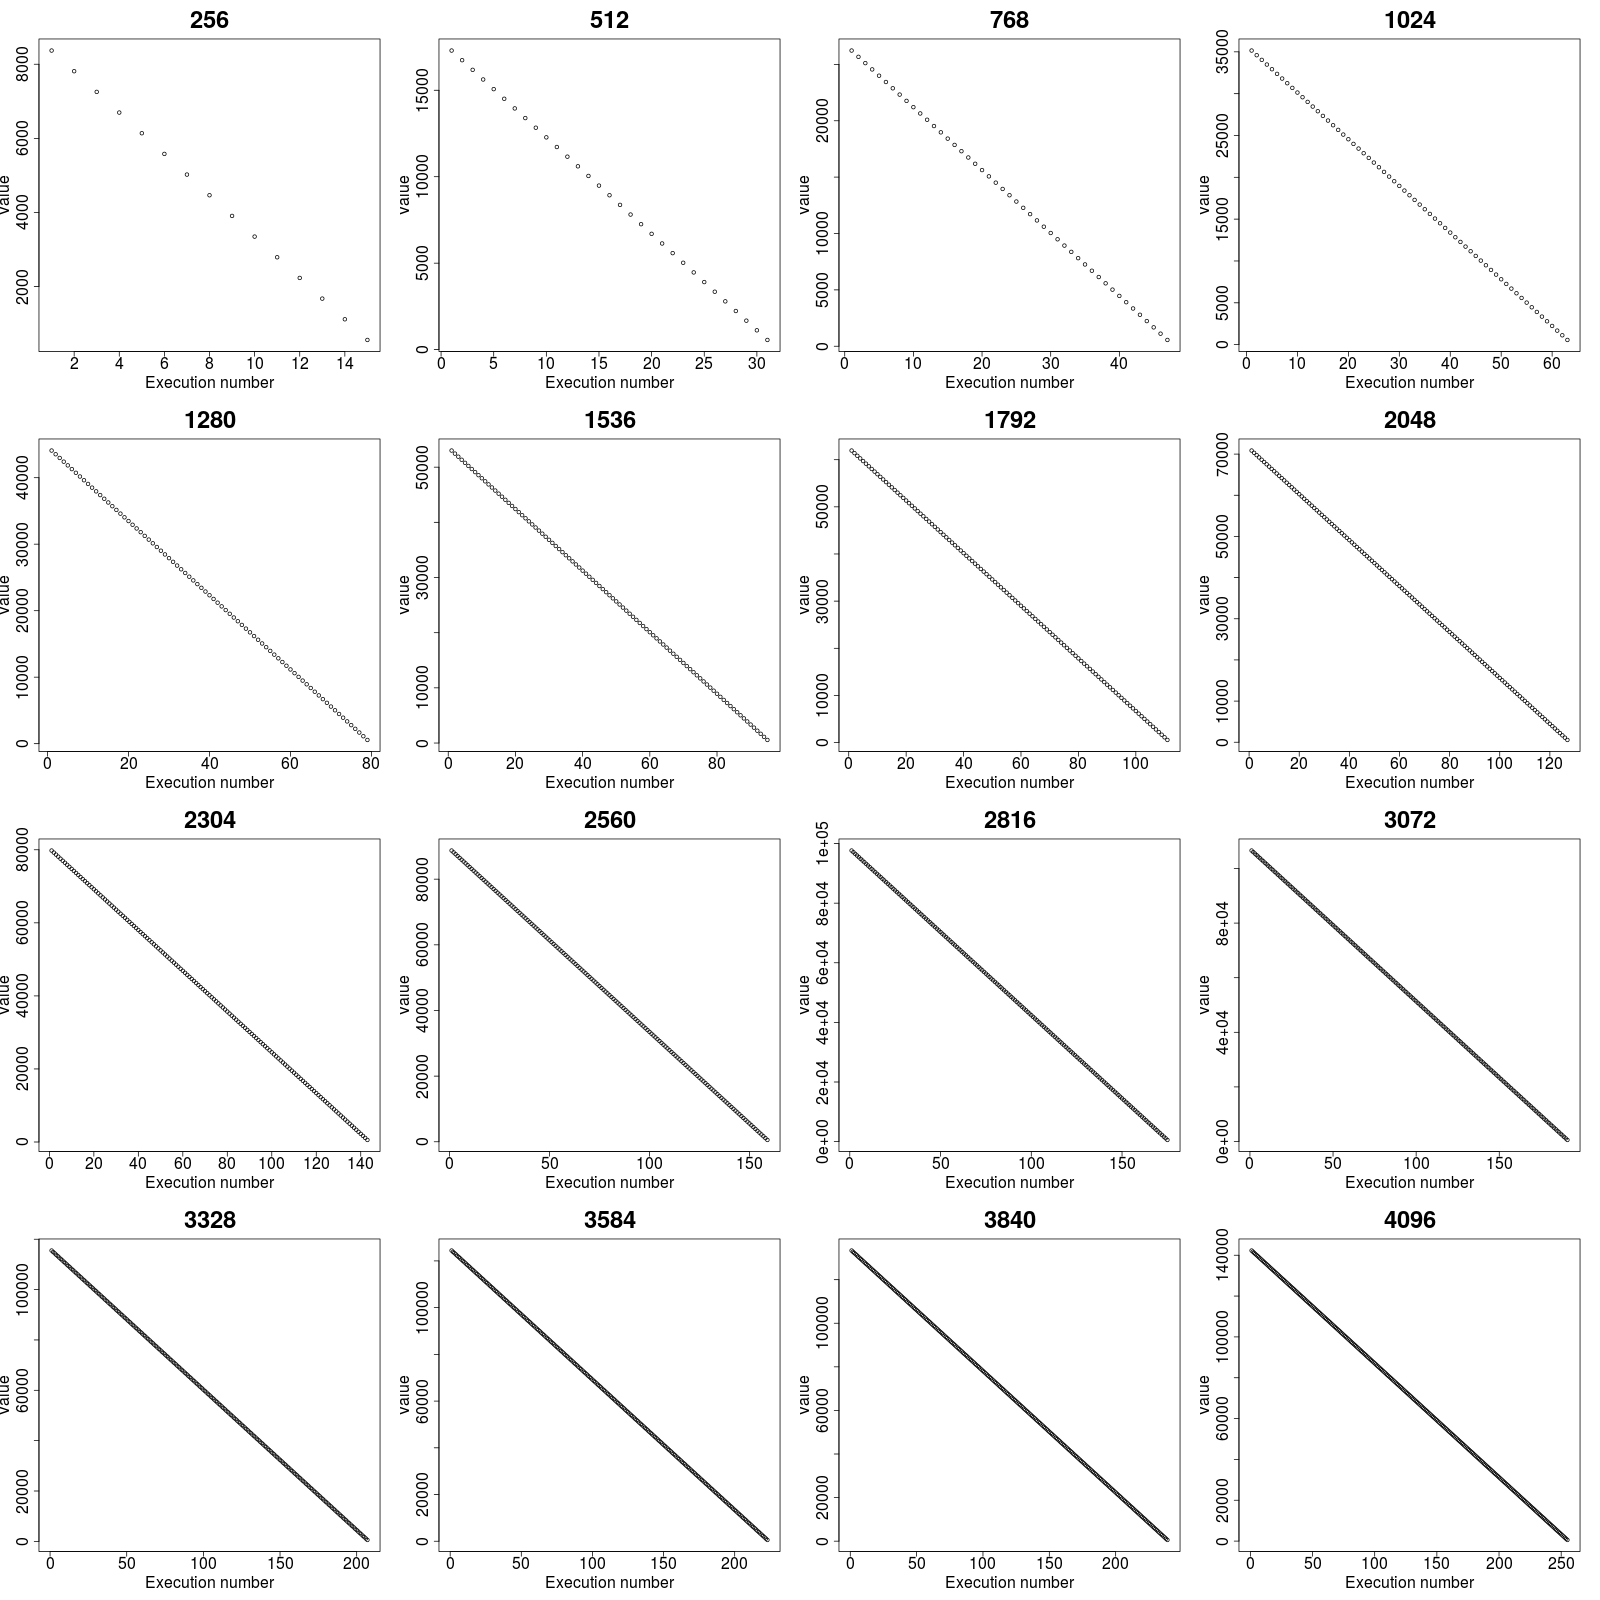 256
value
2000 4000 6000 8000
2 4 6 8 10 12 14
Execution number
512
value
0 5000 10000 15000
0 5 10 15 20 25 30
Execution number
768
value
0 5000 10000 20000
0 10 20 30 40
Execution number
1024
value
0 5000 15000 25000 35000
0 10 20 30 40 50 60
Execution number
1280
value
0 10000 20000 30000 40000
0 20 40 60 80
Execution number
1536
value
0 10000 30000 50000
0 20 40 60 80
Execution number
1792
value
0 10000 30000 50000
0 20 40 60 80 100
Execution number
2048
value
0 10000 30000 50000 70000
0 20 40 60 80 100 120
Execution number
2304
value
0 20000 40000 60000 80000
0 20 40 60 80 100 120 140
Execution number
2560
value
0 20000 40000 60000 80000
0 50 100 150
Execution number
2816
value
0e+00 2e+04 4e+04 6e+04 8e+04 1e+05
0 50 100 150
Execution number
3072
value
0e+00 4e+04 8e+04
0 50 100 150
Execution number
3328
value
0 20000 60000 100000
0 50 100 150 200
Execution number
3584
value
0 20000 60000 100000
0 50 100 150 200
Execution number
3840
value
0 20000 60000 100000
0 50 100 150 200
Execution number
4096
value
0 20000 60000 100000 140000
0 50 100 150 200 250
Execution number